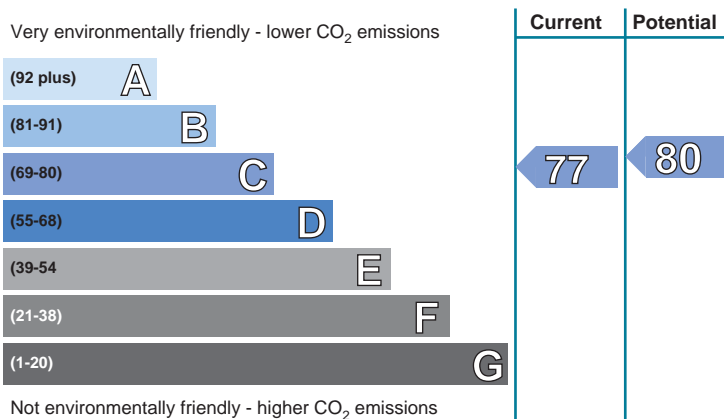 Very environmentally friendly - lower CO2 emissions
Current
Potential
(92 plus) A
(81-91) B
(69-80) C
77
80
(55-68) D
(39-54 E
(21-38) F
(1-20) G
Not environmentally friendly - higher CO2 emissions